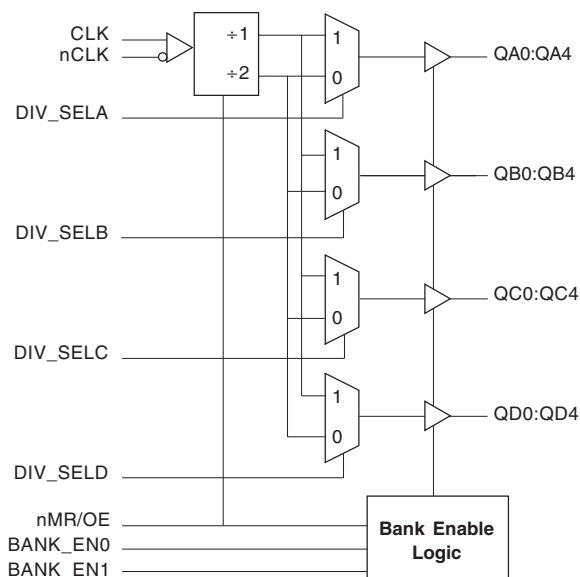 CLK
nCLK
÷1
÷2
1
0
QA0:QA4
DIV_SELA
1
0
QB0:QB4
DIV_SELB
1
0
QC0:QC4
DIV_SELC
1
0
QD0:QD4
DIV_SELD
nMR/OE
BANK_EN0
BANK_EN1
Bank Enable
Logic